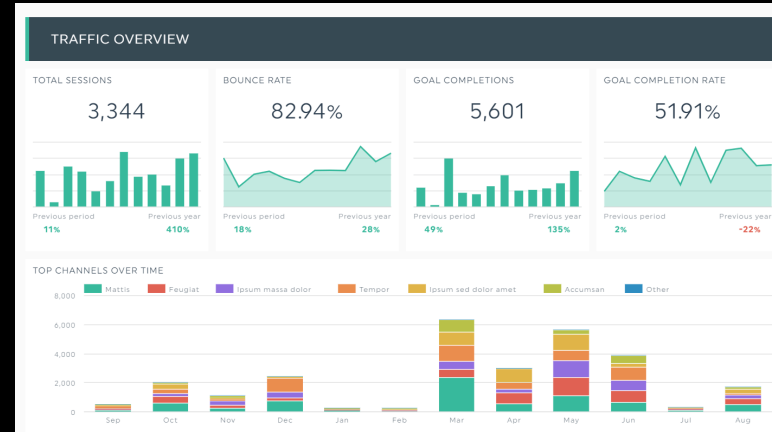 TRAFFIC OVERVIEW
TOTAL SESSIONS
3,344
Previous period Previous year
11% 410%
BOUNCE RATE
82.94%
Previous period Previous year
18% 28%
GOAL COMPLETIONS
5,601
Previous period Previous year
49% 135%
GOAL COMPLETION RATE
51.91%
Previous period Previous year
2% -22%
TOP CHANNELS OVER TIME
Mattis Feugiat Ipsum massa dolor Tempor Ipsum sed dolor amet Accumsan Other
8,000
6,000
4,000
2,000
0
Sep Oct Nov Dec Jan Feb Mar Apr May Jun Jul Aug